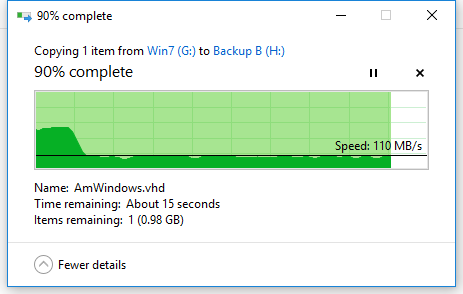 90% complete
Copying 1 item from Win7 (G:) to Backup B (H:)
90% complete
Speed: 110 MB/s
Name: AmWindows.vhd
Time remaining: About 15 seconds
Items remaining: 1 (0.98 GB)
Fewer details